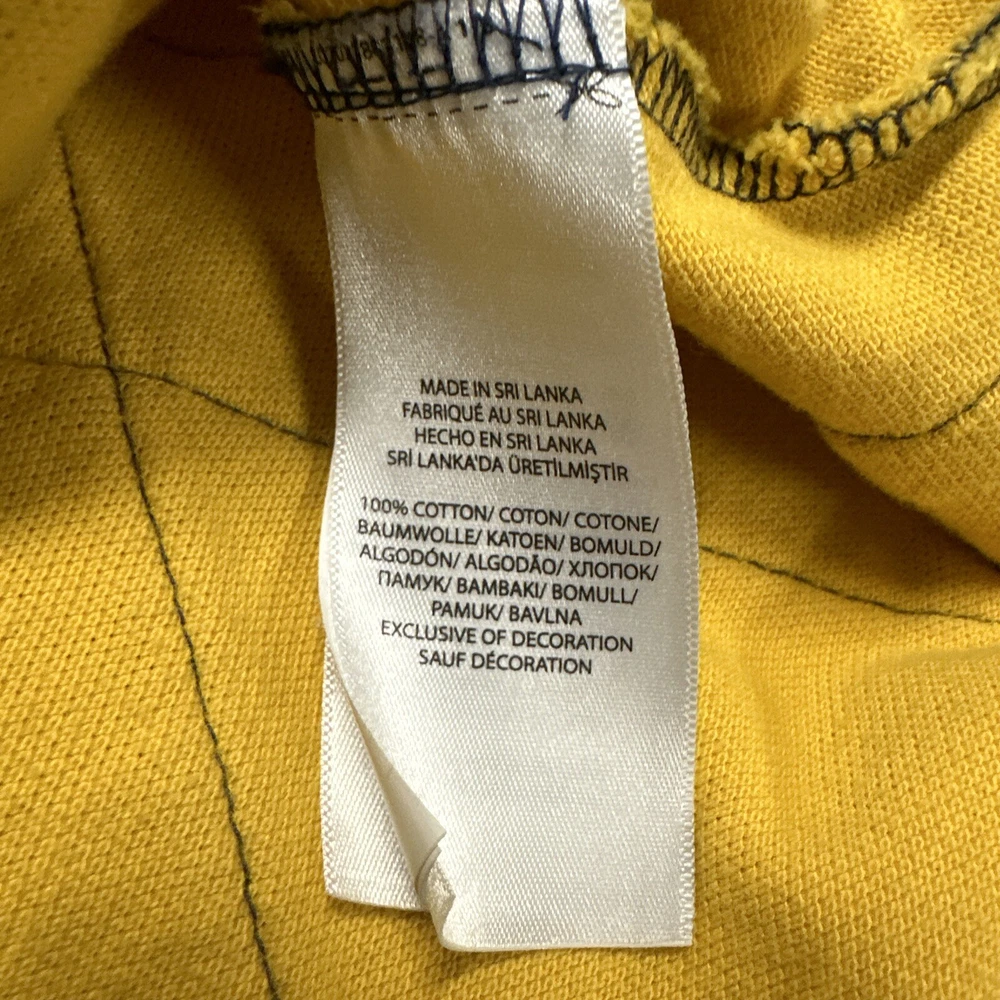 MADE IN SRI LANKA
FABRIQUÉ AU SRI LANKA
HECHO EN SRI LANKA
SRİ LANKA'DA ÜRETİLMİŞTİR
100% COTTON/ COTON/ COTONE/
BAUMWOLLE/ KATOEN/ BOMULD/
ALGODÓN/ ALGODÃO/ ХЛОПОК/
ПАМУК/ BAMBAKI/ BOMULL/
PAMUK/ BAVLNA
EXCLUSIVE OF DECORATION
SAUF DÉCORATION